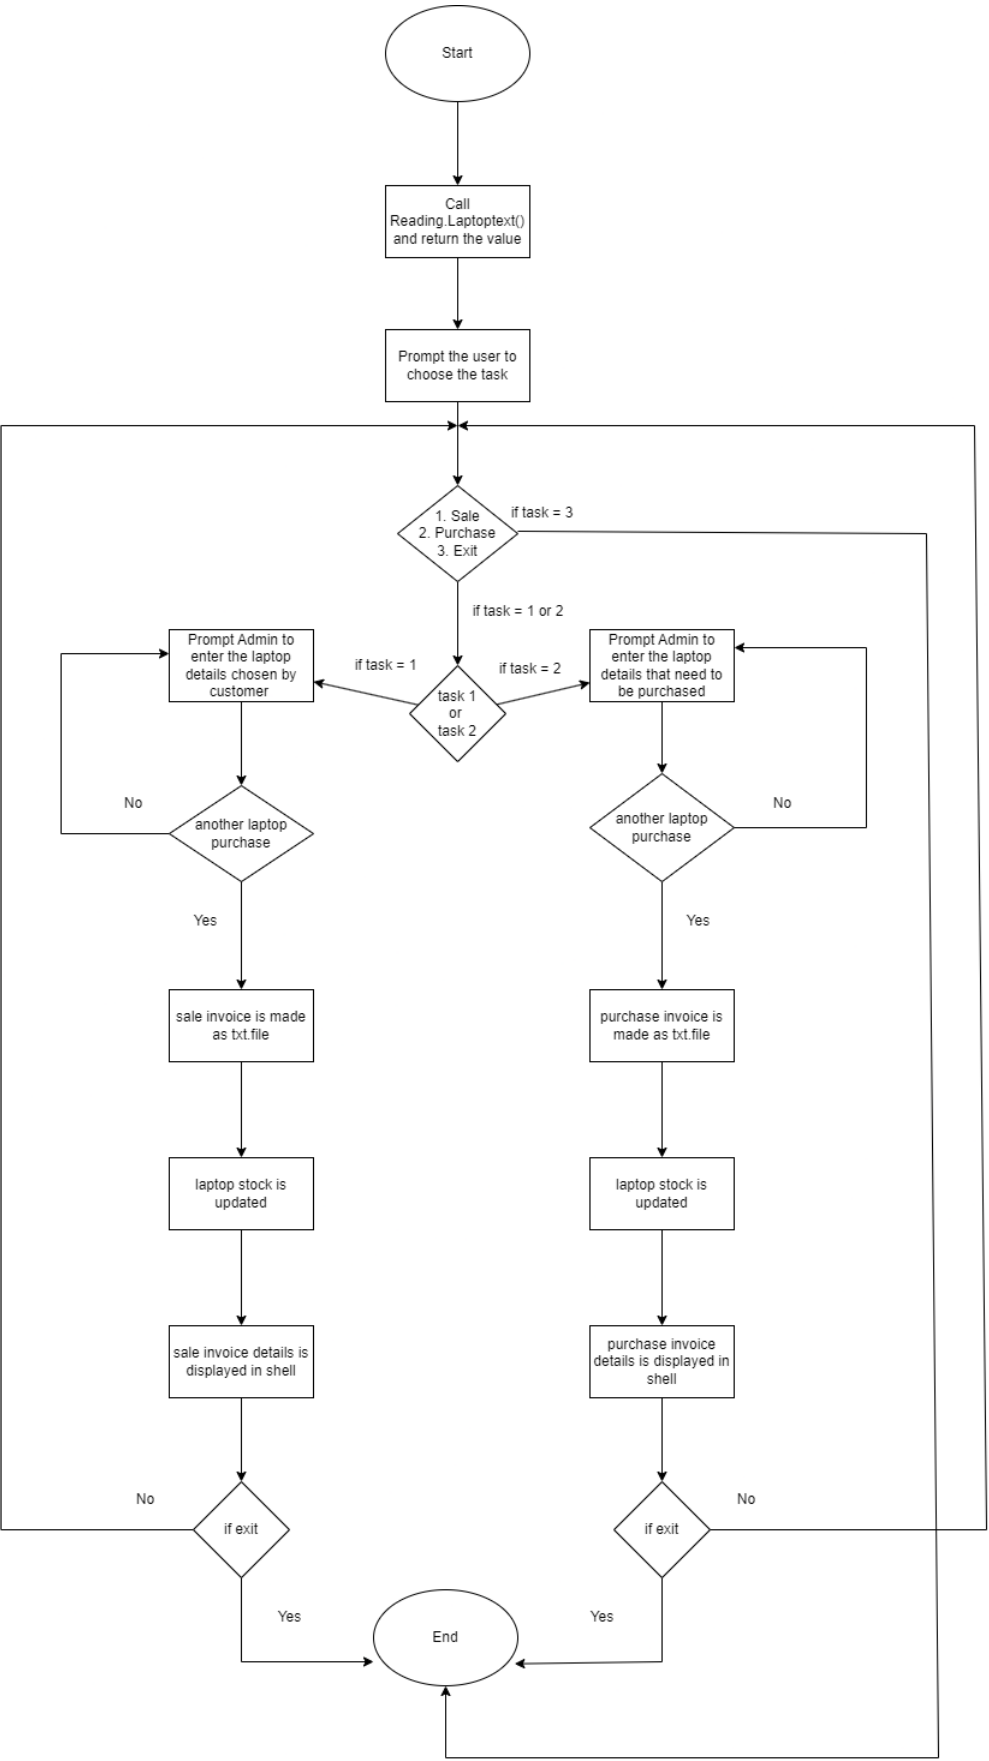 Start
Call
Reading.Laptoptext()
and return the value
Prompt the user to
choose the task
1. Sale
2. Purchase
3. Exit
if task = 3
if task = 1 or 2
Prompt Admin to
enter the laptop
details chosen by
customer
if task = 1
task 1
or
task 2
if task = 2
Prompt Admin to
enter the laptop
details that need to
be purchased
No
another laptop
purchase
another laptop
purchase
No
Yes
Yes
sale invoice is made
as txt.file
purchase invoice is
made as txt.file
laptop stock is
updated
laptop stock is
updated
sale invoice details is
displayed in shell
purchase invoice
details is displayed in
shell
No
if exit
if exit
No
Yes
End
Yes